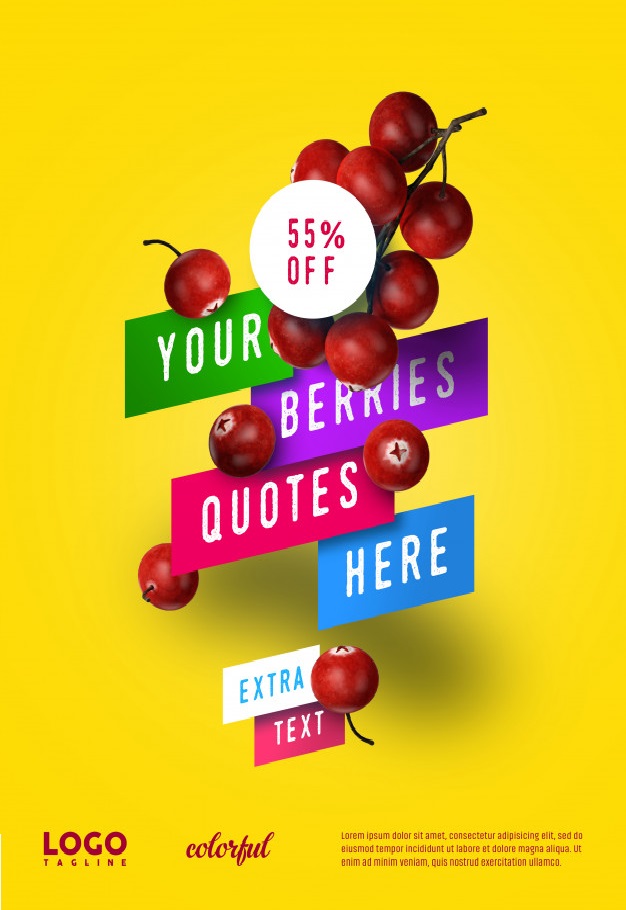 55%
OFF
YOUR
BERRIES
QUOTES
HERE
EXTRA
TEXT
LOGO
TAGLINE
colorful
Lorem ipsum dolor sit amet, consectetur adipisicing elit, sed do
eiusmod tempor incididunt ut labore et dolore magna aliqua. Ut
enim ad minim veniam, quis nostrud exercitation ullamco.